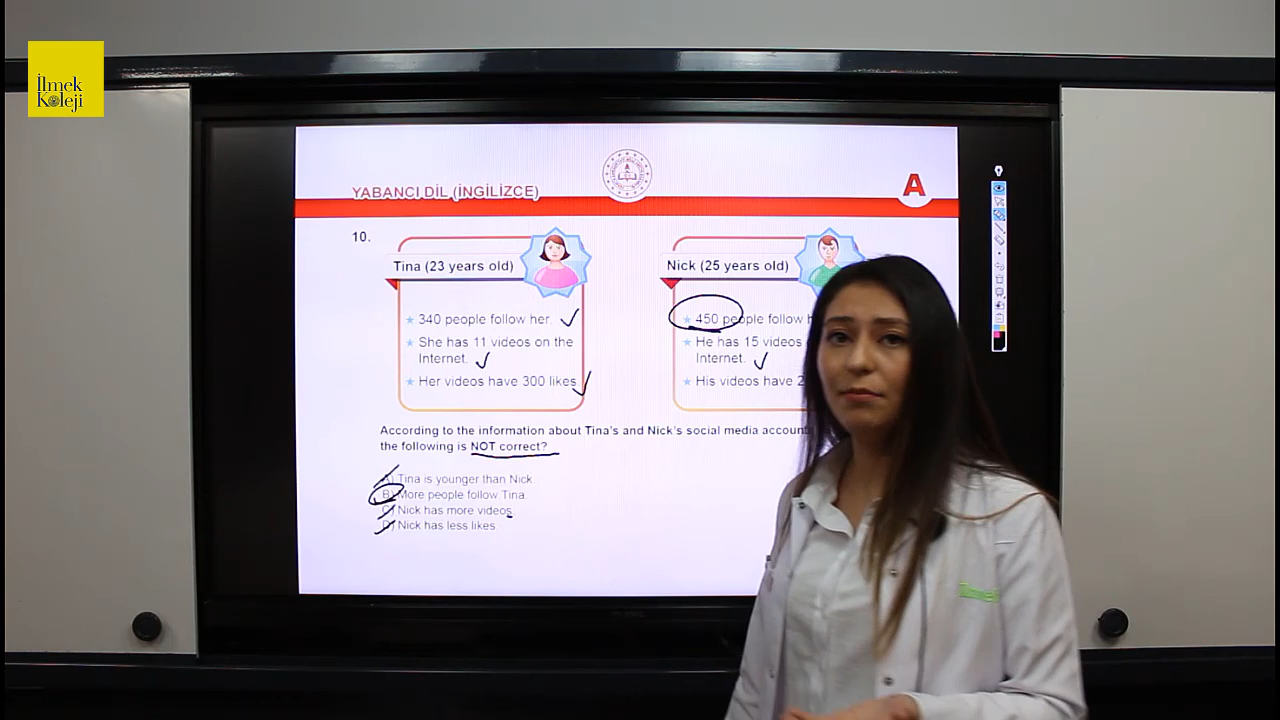 İlmek
Koleji
YABANCI DİL (İNGİLİZCE)
A
10.
Tina (23 years old)
340 people follow her.
She has 11 videos on the
Internet.
Her videos have 300 likes.
Nick (25 years old)
450 people follow
He has 15 videos
Internet.
His videos have 2
According to the information about Tina's and Nick's social media account
the following is NOT correct?
A) Tina is younger than Nick
B) More people follow Tina
C) Nick has more videos
D) Nick has less likes